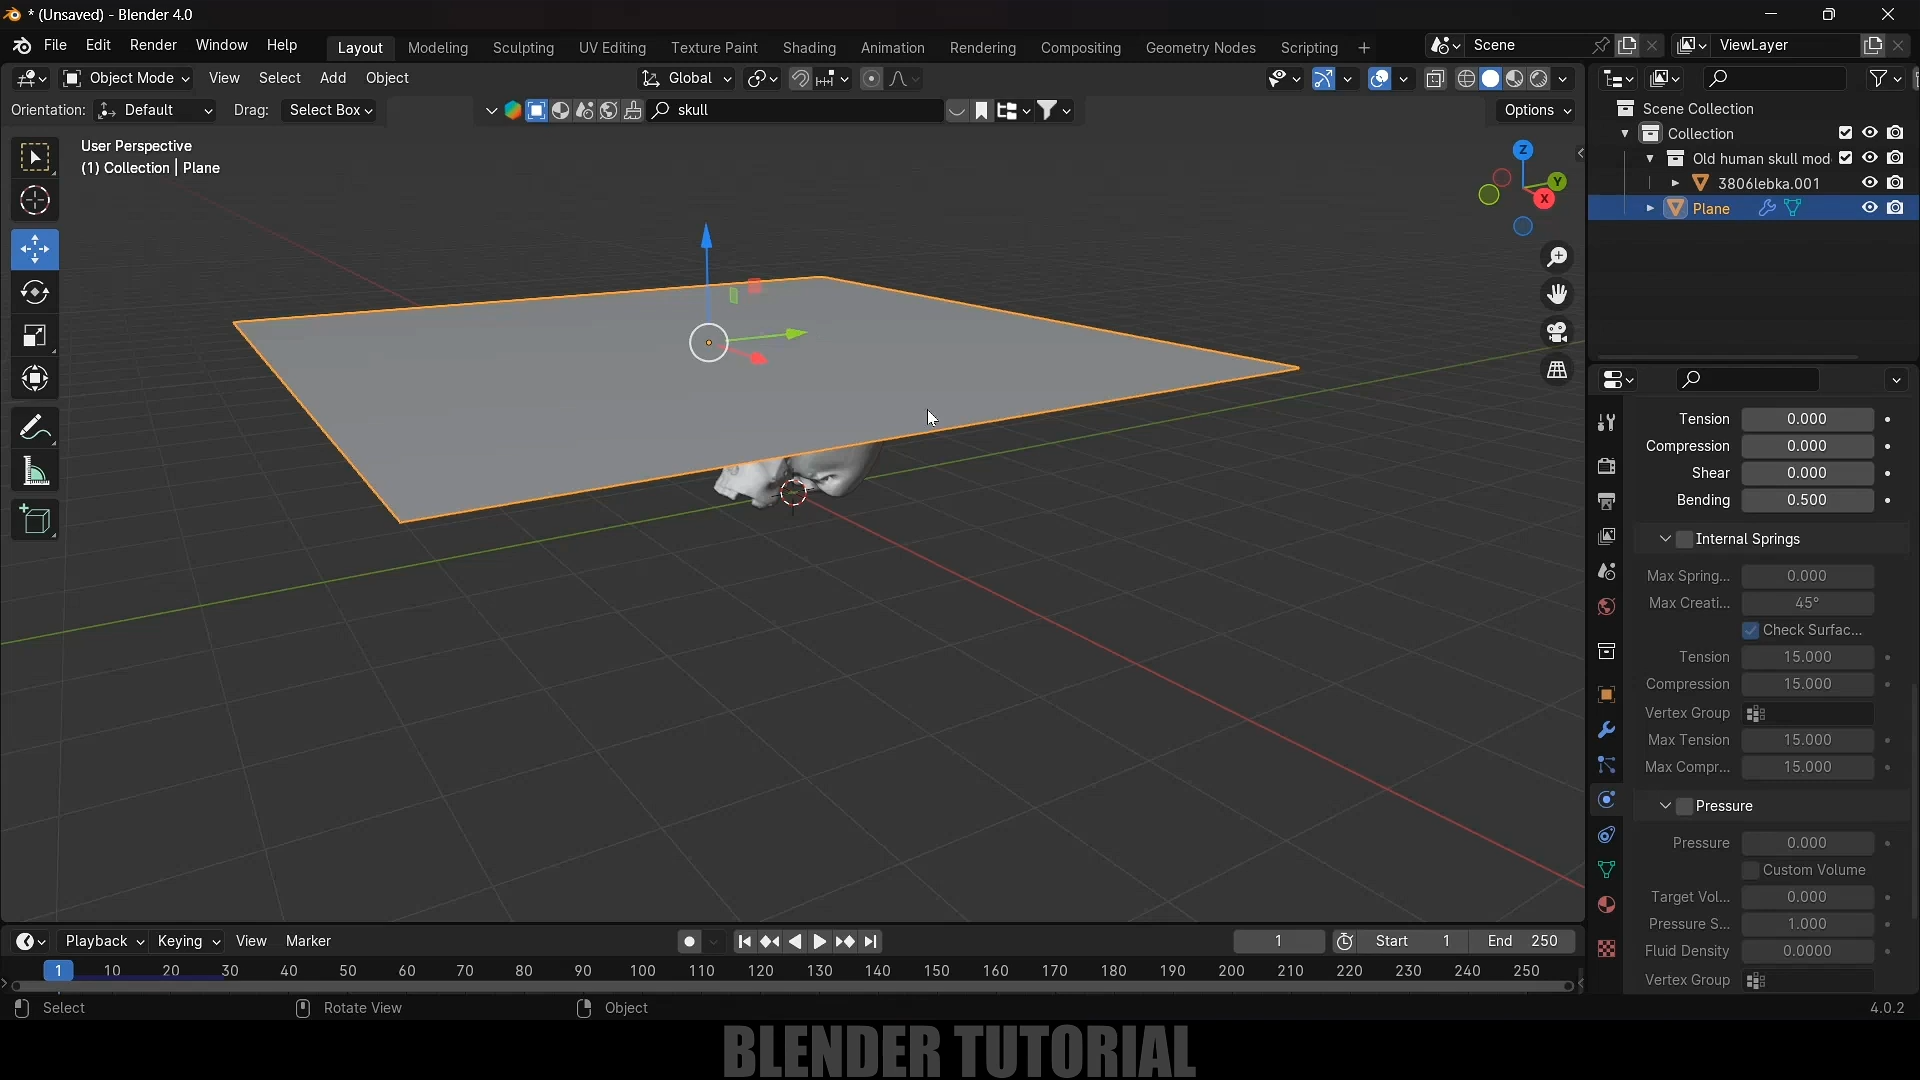 * (Unsaved) - Blender 4.0
File Edit Render Window Help
Layout Modeling Sculpting UV Editing Texture Paint Shading Animation Rendering Compositing Geometry Nodes Scripting +
Scene
ViewLayer
Object Mode View Select Add Object
Global
Orientation: Default Drag: Select Box
skull
Options
User Perspective
(1) Collection | Plane
Z
Y
X
Scene Collection
Collection
Old human skull mod
3806lebka.001
Plane
Tension 0.000
Compression 0.000
Shear 0.000
Bending 0.500
Internal Springs
Max Spring... 0.000
Max Creati... 45°
Check Surfac...
Tension 15.000
Compression 15.000
Vertex Group
Max Tension 15.000
Max Compr... 15.000
Pressure
Pressure 0.000
Custom Volume
Target Vol... 0.000
Pressure S... 1.000
Fluid Density 0.0000
Vertex Group
Playback Keying View Marker
1
Start 1
End 250
1 10 20 30 40 50 60 70 80 90 100 110 120 130 140 150 160 170 180 190 200 210 220 230 240 250
Select Rotate View Object
4.0.2
BLENDER TUTORIAL